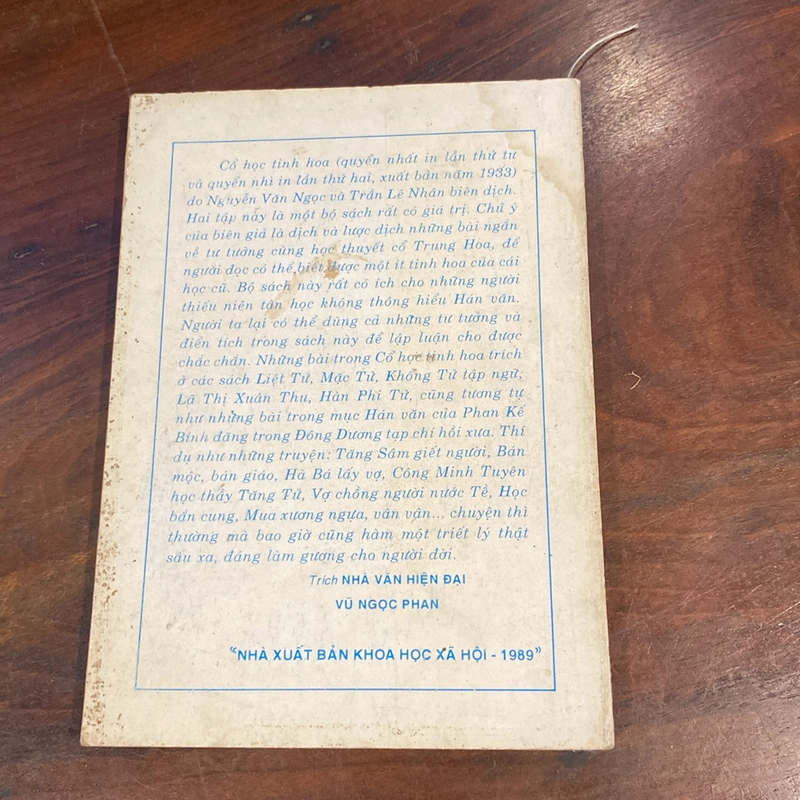 Cổ học tinh hoa (quyển nhất in lần thứ tư
và quyển nhì in lần thứ hai, xuất bản năm 1933)
do Nguyễn Văn Ngọc và Trần Lê Nhân biên dịch.
Hai tập nẫy là một bộ sách rất có giá trị. Chủ ý
của biên giả là dịch và lược dịch những bài ngắn
về tư tưởng cùng học thuyết cổ Trung Hoa, để
người đọc có thể biết được một ít tinh hoa của cái
học cũ. Bộ sách này rất có ích cho những người
thiếu niên tân học không thông hiểu Hán văn.
Người ta lại có thể dùng cả những tư tưởng và
điển tích trong sách này để lập luận cho được
chắc chắn. Những bài trong Cổ học tinh hoa trích
ở các sách Liệt Tử, Mặc Tử, Khổng Tử tập ngữ,
Lã Thị Xuân Thu, Hàn Phi Tử, cũng tương tự
như những bài trong mục Hán văn của Phan Kế
Bính đăng trong Đông Dương tạp chí hồi xưa. Thí
dụ như những truyện: Tăng Sâm giết người, Bán
mộc, bán giáo, Hà Bá lấy vợ, Công Minh Tuyên
học thầy Tăng Tử, Vợ chồng người nước Tề, Học
bắn cung, Mua xương ngựa, vân vân... chuyện thì
thường mà bao giờ cũng hàm một triết lý thật
sâu xa, đáng làm gương cho người đời.
Trích NHÀ VĂN HIỆN ĐẠI
VŨ NGỌC PHAN
"NHÀ XUẤT BẢN KHOA HỌC XÃ HỘI - 1989"